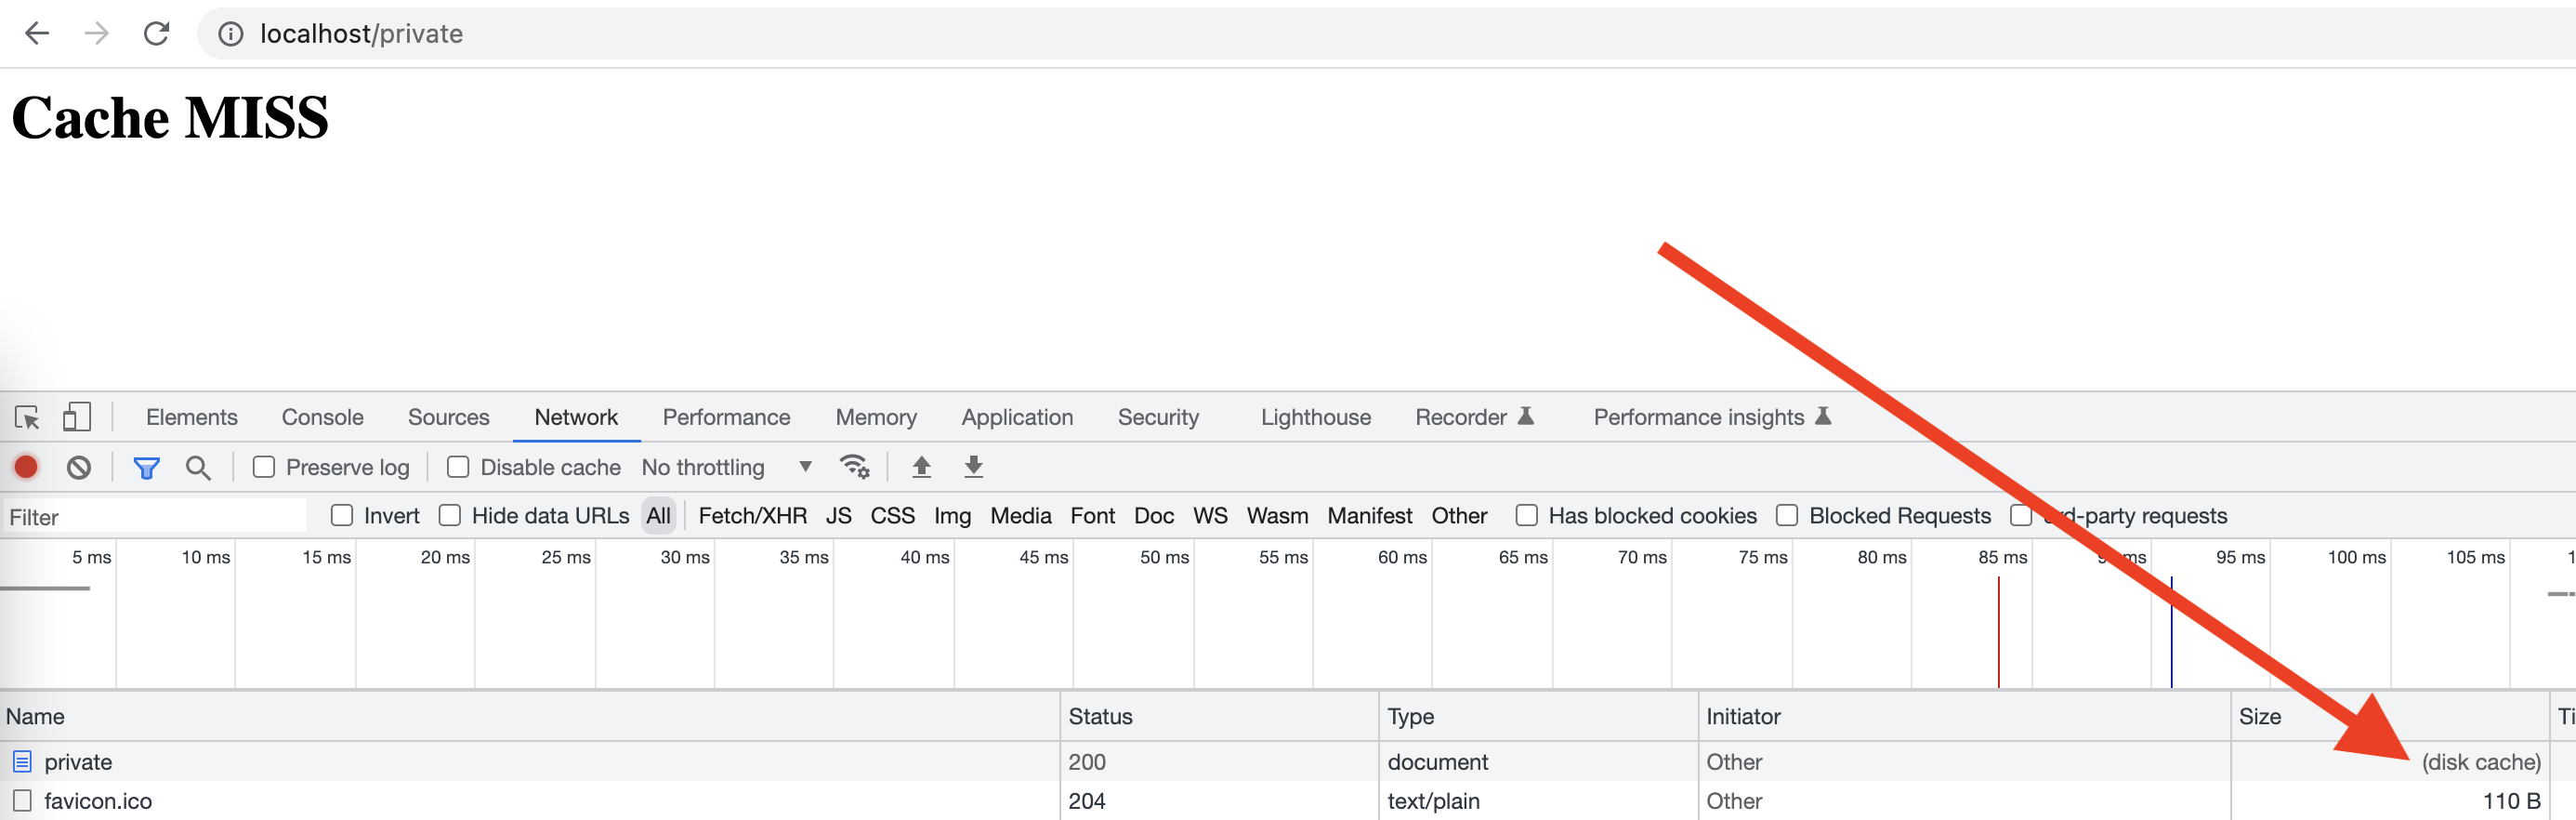 localhost/private
Cache MISS
Elements Console Sources Network Performance Memory Application Security Lighthouse Recorder Performance insights
Preserve log Disable cache No throttling
Filter Invert Hide data URLs All Fetch/XHR JS CSS Img Media Font Doc WS Wasm Manifest Other Has blocked cookies Blocked Requests 3rd-party requests
5 ms 10 ms 15 ms 20 ms 25 ms 30 ms 35 ms 40 ms 45 ms 50 ms 55 ms 60 ms 65 ms 70 ms 75 ms 80 ms 85 ms 90 ms 95 ms 100 ms 105 ms
Name Status Type Initiator Size
private 200 document Other (disk cache)
favicon.ico 204 text/plain Other 110 B